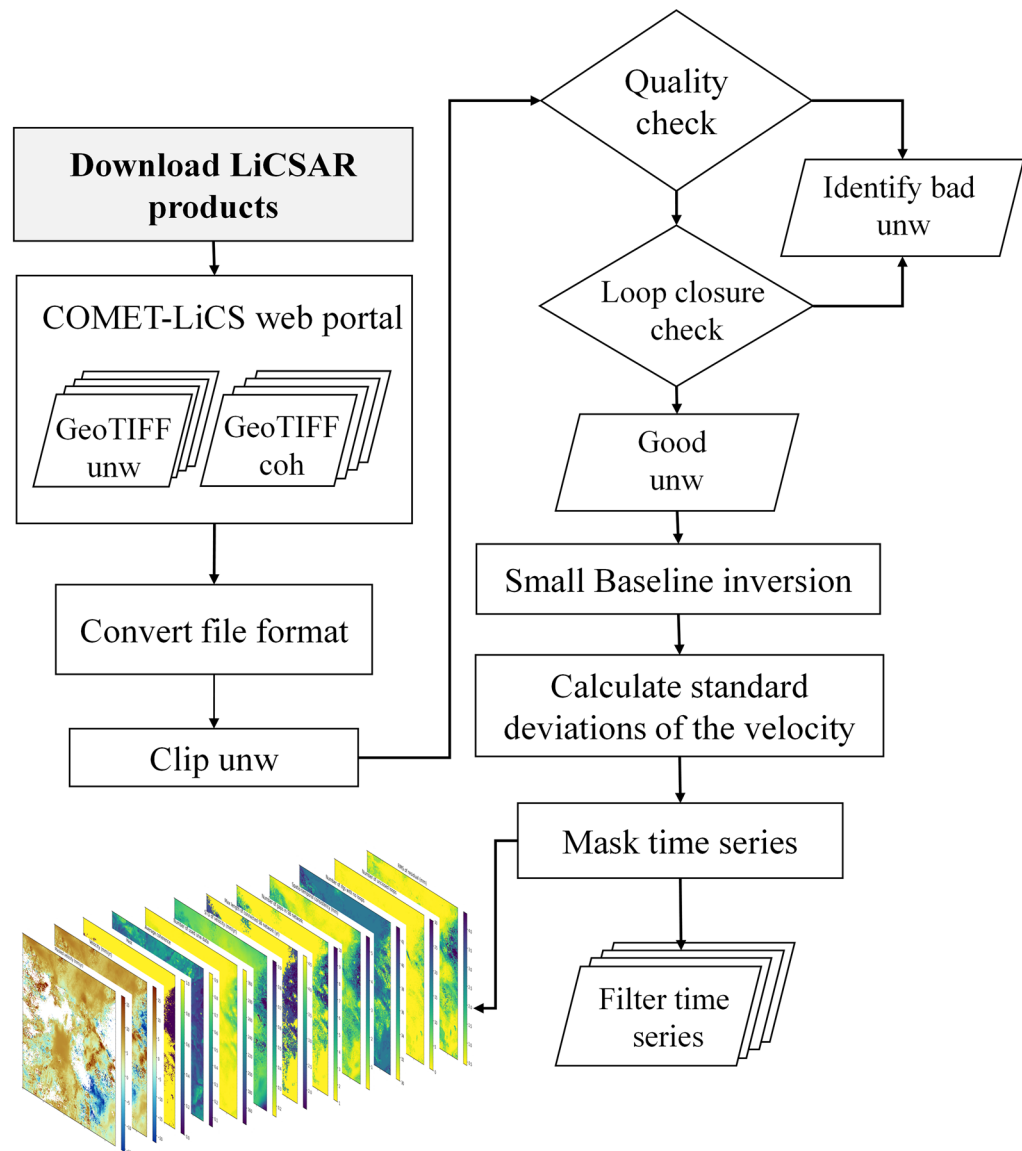 Download LiCSAR
products
COMET-LiCS web portal
GeoTIFF
unw
GeoTIFF
coh
Convert file format
Clip unw
Quality
check
Identify bad
unw
Loop closure
check
Good
unw
Small Baseline inversion
Calculate standard
deviations of the velocity
Mask time series
Filter time
series